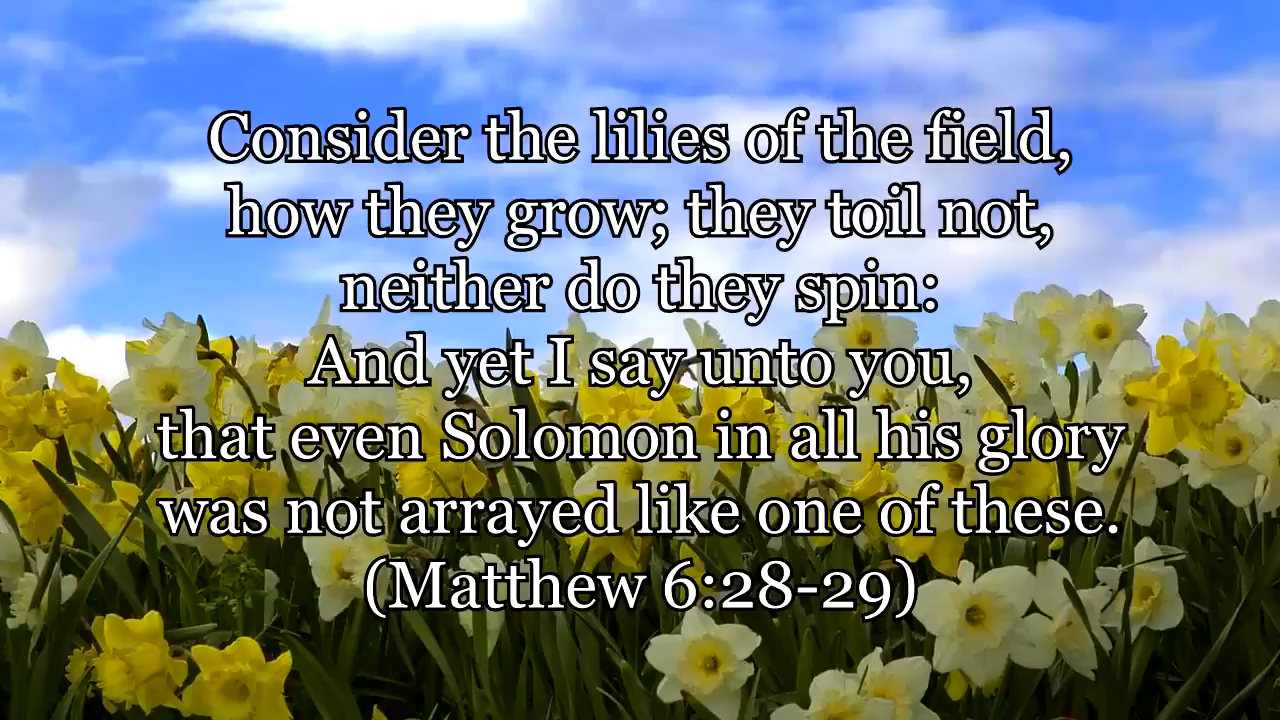 Consider the lilies of the field,
how they grow; they toil not,
neither do they spin:
And yet I say unto you,
that even Solomon in all his glory
was not arrayed like one of these.
(Matthew 6:28-29)